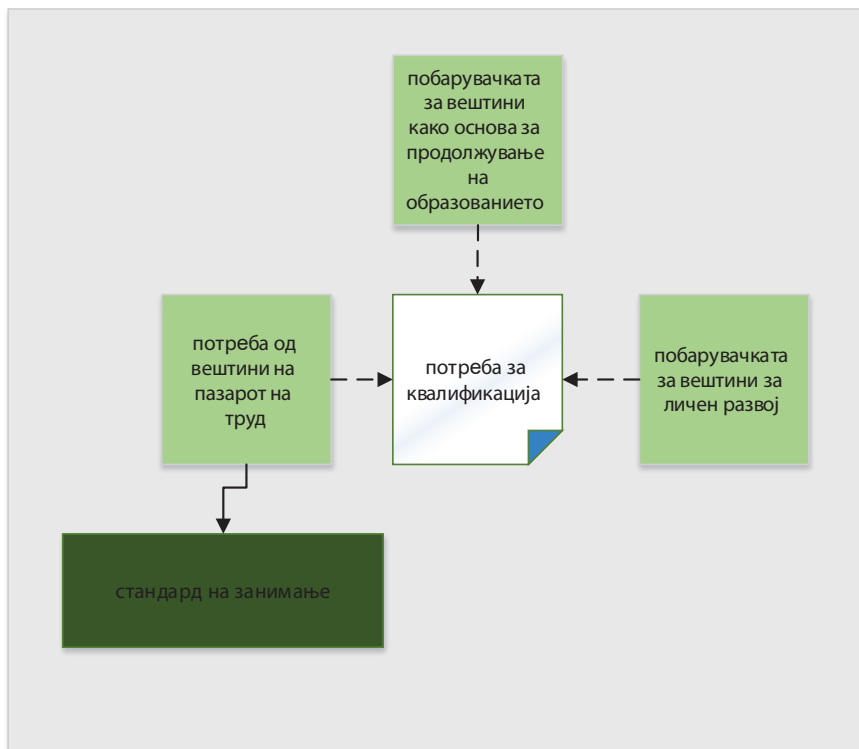 побарувачката
за вештини
како основа за
продолжување
на
образованието
потреба од
вештини на
пазарот на
труд
потреба за
квалификација
побарувачката
за вештини за
личен развој
стандард на занимање